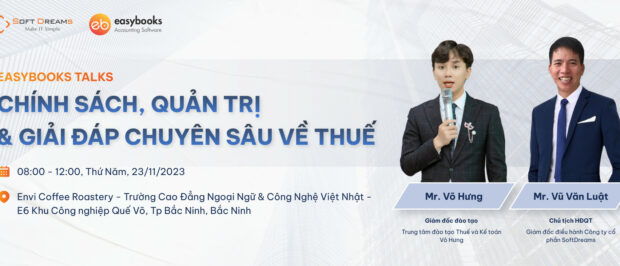 SOFT DREAMS
Make IT Simple
eb
easybooks
Accounting Software
EASYBOOKS TALKS
CHÍNH SÁCH, QUẢN TRỊ
& GIẢI ĐÁP CHUYÊN SÂU VỀ THUẾ
08:00 - 12:00, Thứ Năm, 23/11/2023
Envi Coffee Roastery - Trường Cao Đẳng Ngoại Ngữ & Công Nghệ Việt Nhật -
E6 Khu Công nghiệp Quế Võ, Tp Bắc Ninh, Bắc Ninh
Mr. Võ Hưng
Giám đốc đào tạo
Trung tâm đào tạo Thuế và Kế toán
Võ Hưng
Mr. Vũ Văn Luật
Chủ tịch HĐQT
Giám đốc điều hành Công ty cổ
phần SoftDreams